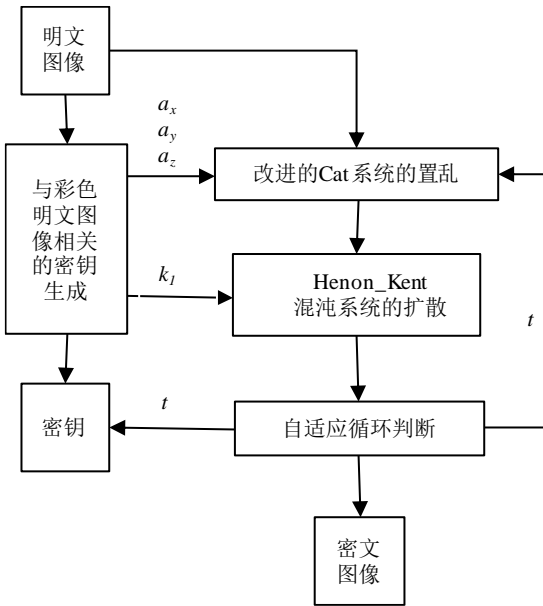 明文
图像
a_x
a_y
a_z
改进的Cat系统的置乱
与彩色
明文图
像相关
的密钥
生成
k_1
Henon_Kent
混沌系统的扩散
t
密钥
t
自适应循环判断
密文
图像